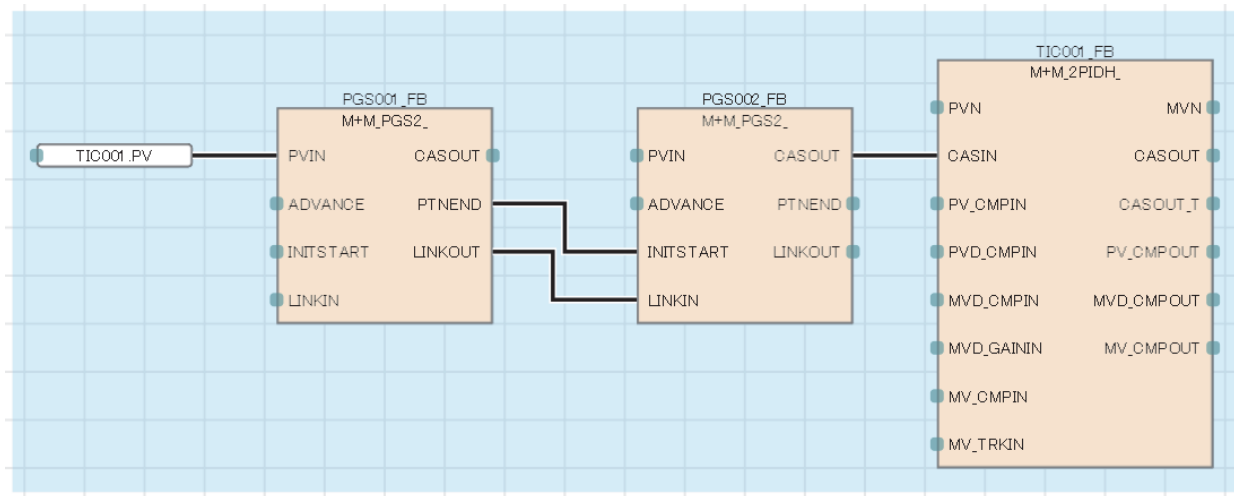 TIC001.PV
PGS001_FB
M+M_PGS2_
PVIN CASOUT
ADVANCE PTNEND
INITSTART LINKOUT
LINKIN
PGS002_FB
M+M_PGS2_
PVIN CASOUT
ADVANCE PTNEND
INITSTART LINKOUT
LINKIN
TIC001_FB
M+M_2PIDH_
PVN MVN
CASIN CASOUT
PV_CMPIN CASOUT_T
PVD_CMPIN PV_CMPOUT
MVD_CMPIN MVD_CMPOUT
MVD_GAININ MV_CMPOUT
MV_CMPIN
MV_TRKIN